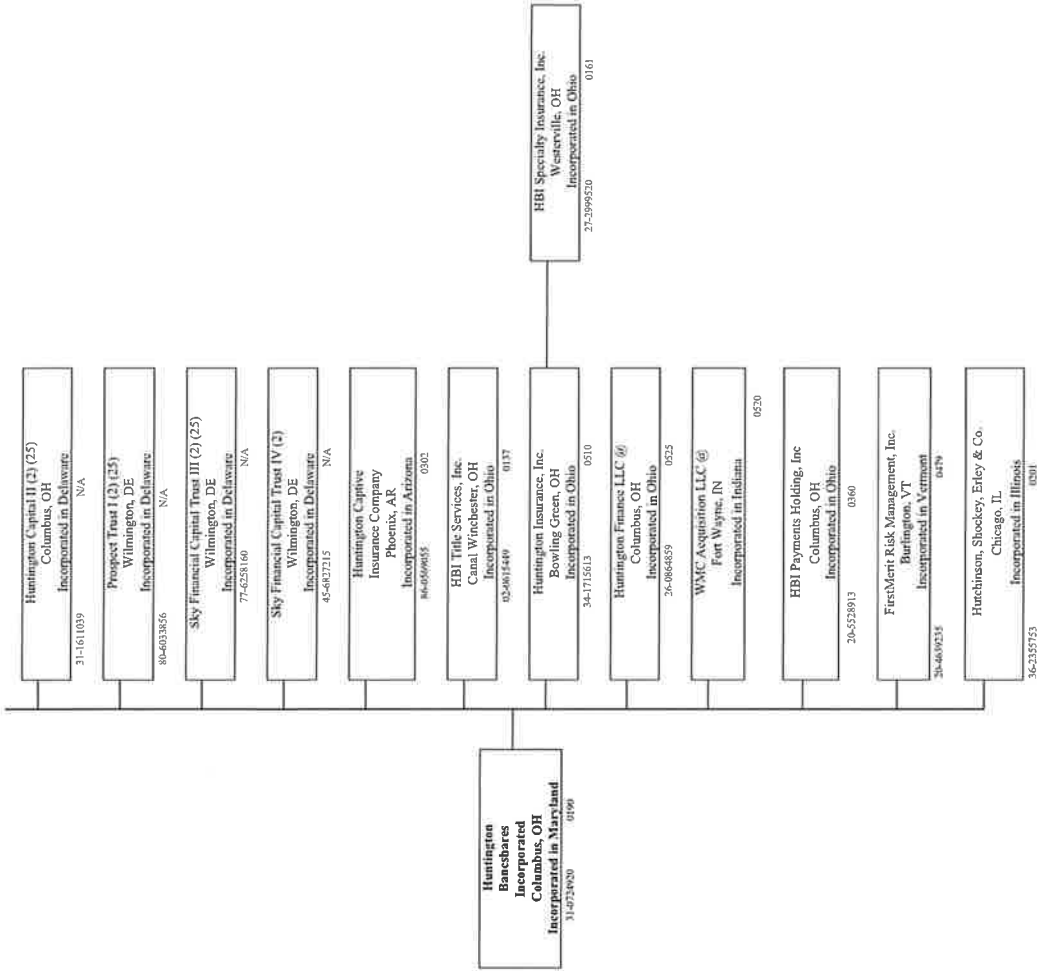 Huntington
Bancshares
Incorporated
Columbus, OH
Incorporated in Maryland
31-0724920 0190
Huntington Capital II (2) (25)
Columbus, OH
Incorporated in Delaware
31-1611039 N/A
Prospect Trust I (2) (25)
Wilmington, DE
Incorporated in Delaware
80-6033856 N/A
Sky Financial Capital Trust III (2) (25)
Wilmington, DE
Incorporated in Delaware
77-6258160 N/A
Sky Financial Capital Trust IV (2)
Wilmington, DE
Incorporated in Delaware
45-6827215 N/A
Huntington Captive
Insurance Company
Phoenix, AR
Incorporated in Arizona
86-0569055 0302
HBI Title Services, Inc.
Canal Winchester, OH
Incorporated in Ohio
02-0615449 0137
Huntington Insurance, Inc.
Bowling Green, OH
Incorporated in Ohio
34-1715613 0510
HBI Specialty Insurance, Inc.
Westerville, OH
Incorporated in Ohio
27-2999520 0161
Huntington Finance LLC @
Columbus, OH
Incorporated in Ohio
26-0864859 0525
WMC Acquisition LLC @
Fort Wayne, IN
Incorporated in Indiana
0520
HBI Payments Holding, Inc
Columbus, OH
Incorporated in Ohio
20-5528913 0360
FirstMerit Risk Management, Inc.
Burlington, VT
Incorporated in Vermont
20-4639235 0479
Hutchinson, Shockey, Erley & Co.
Chicago, IL
Incorporated in Illinois
36-2355753 0201